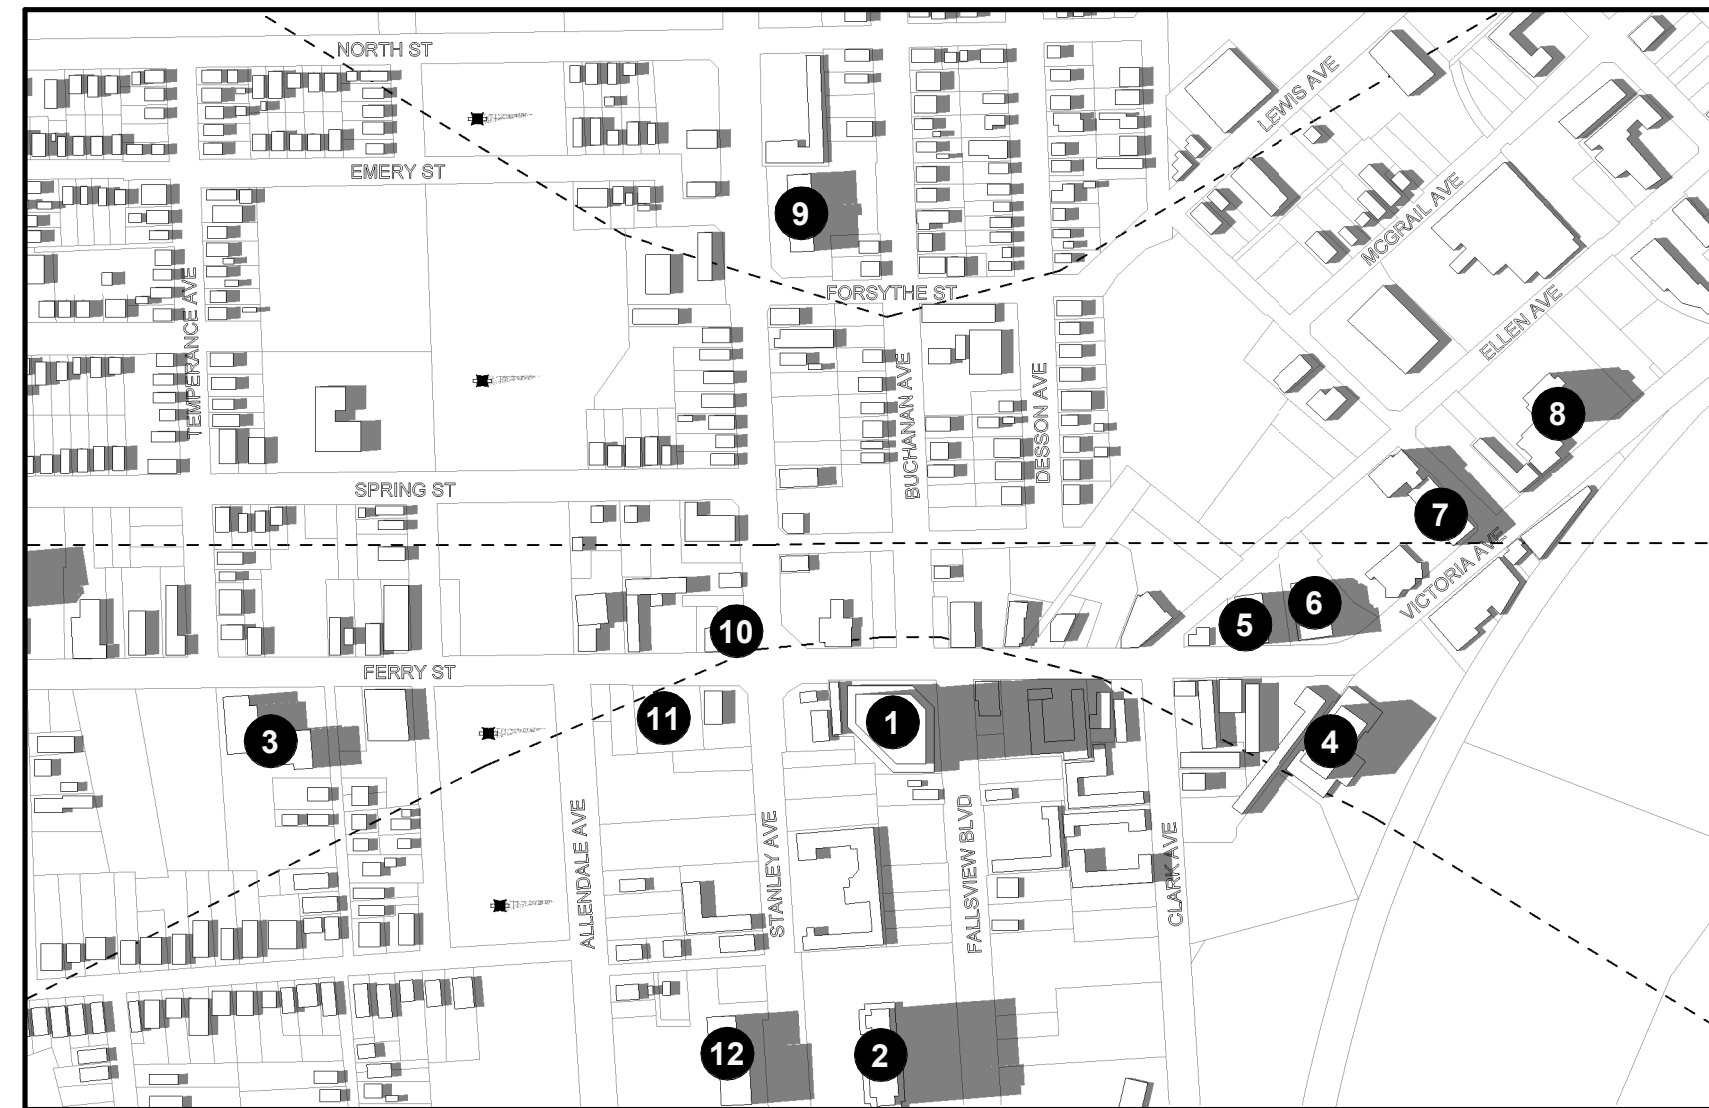 NORTH ST
LEWIS AVE
EMERY ST
MCGRAIL AVE
9
FORSYTHE ST
TEMPERANCE AVE
ELLEN AVE
BUCHANAN AVE
DESSON AVE
8
SPRING ST
7
VICTORIA AVE
6
5
10
FERRY ST
11
1
3
4
ALLENDALE AVE
STANLEY AVE
FALLSVIEW BLVD
CLARK AVE
12
2